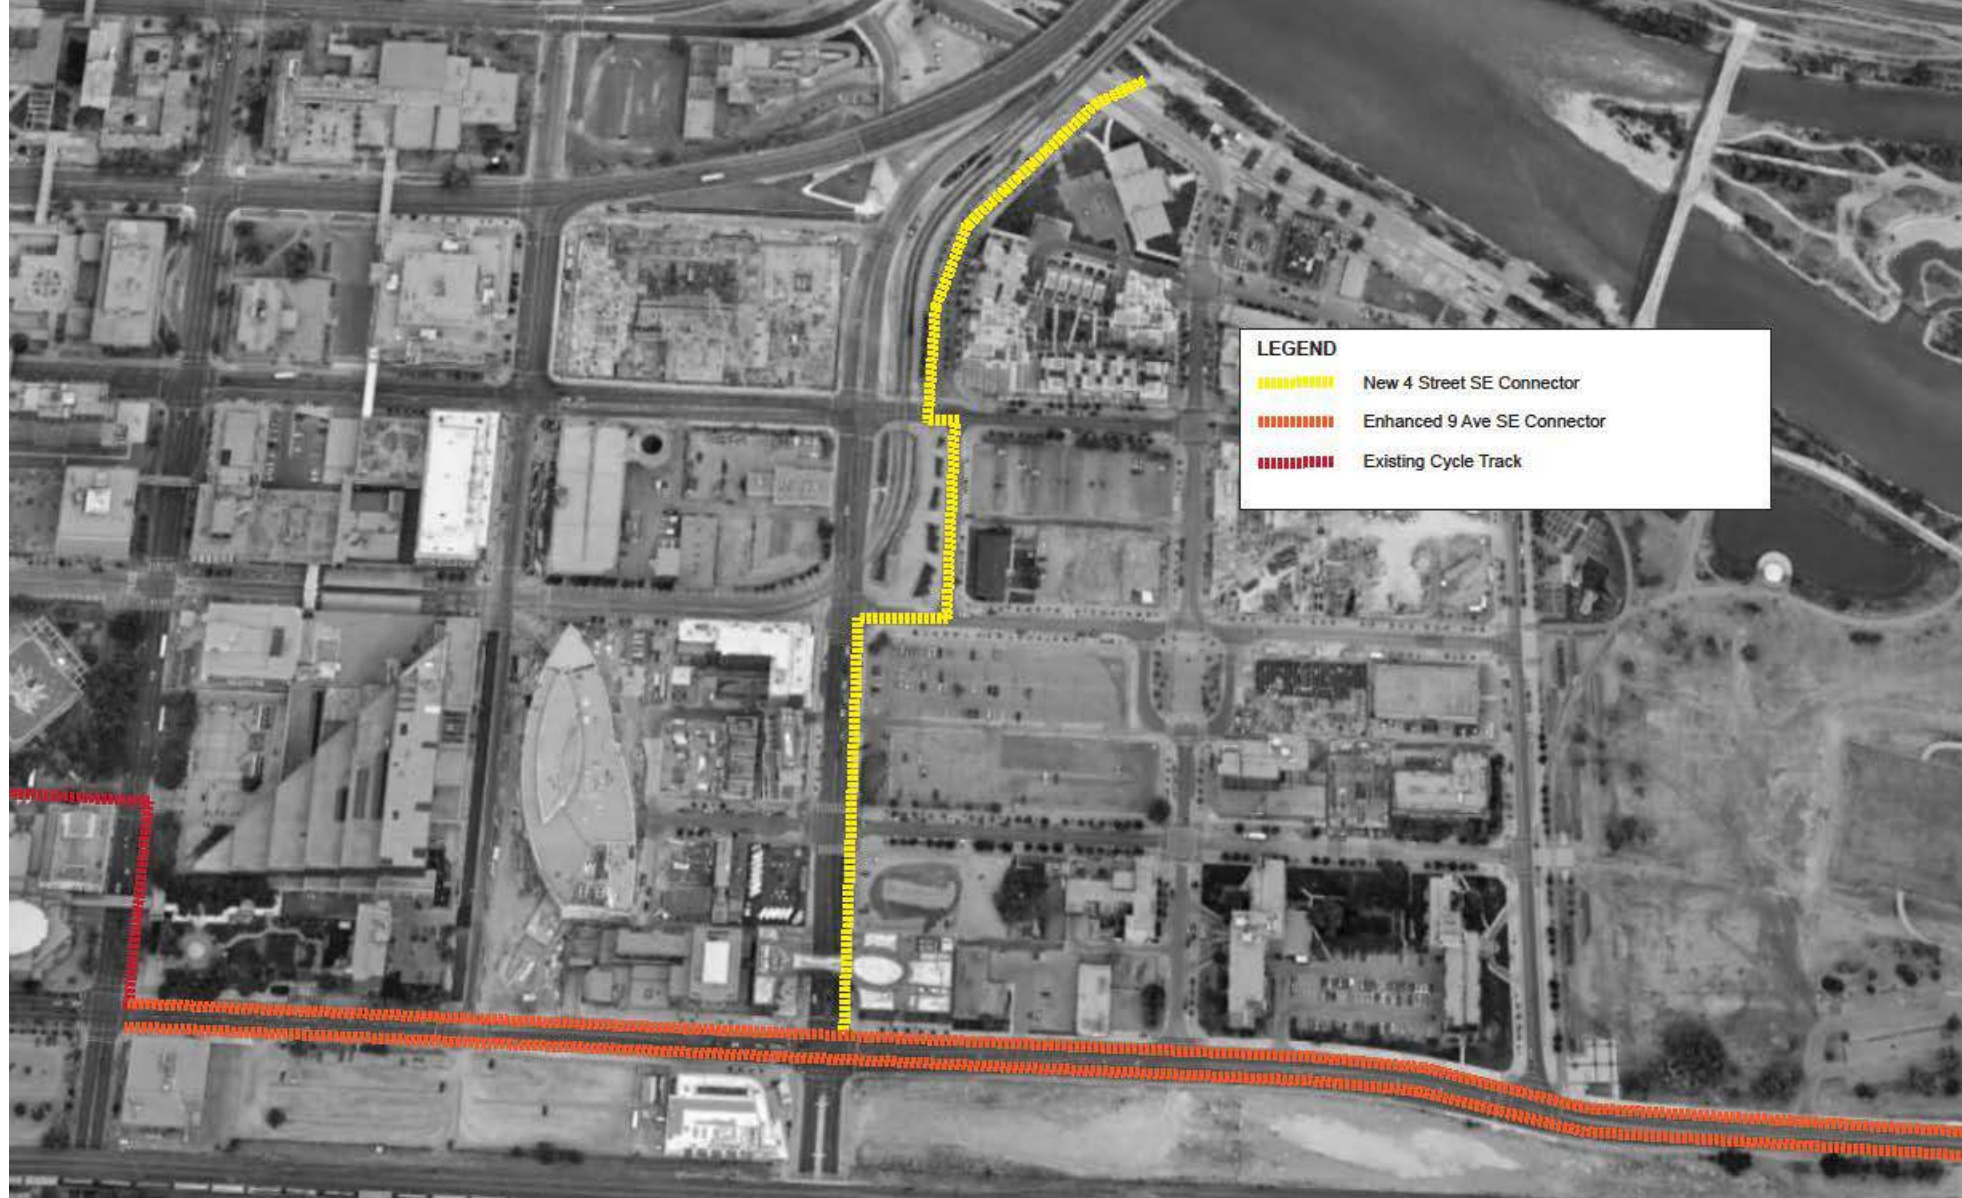 LEGEND
New 4 Street SE Connector
Enhanced 9 Ave SE Connector
Existing Cycle Track